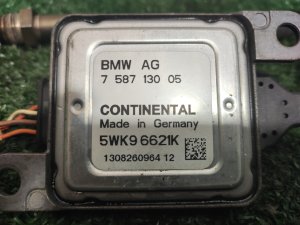 BMW AG
7 587 130 05
CONTINENTAL
Made in Germany
5WK9 6621K
1308260964 12